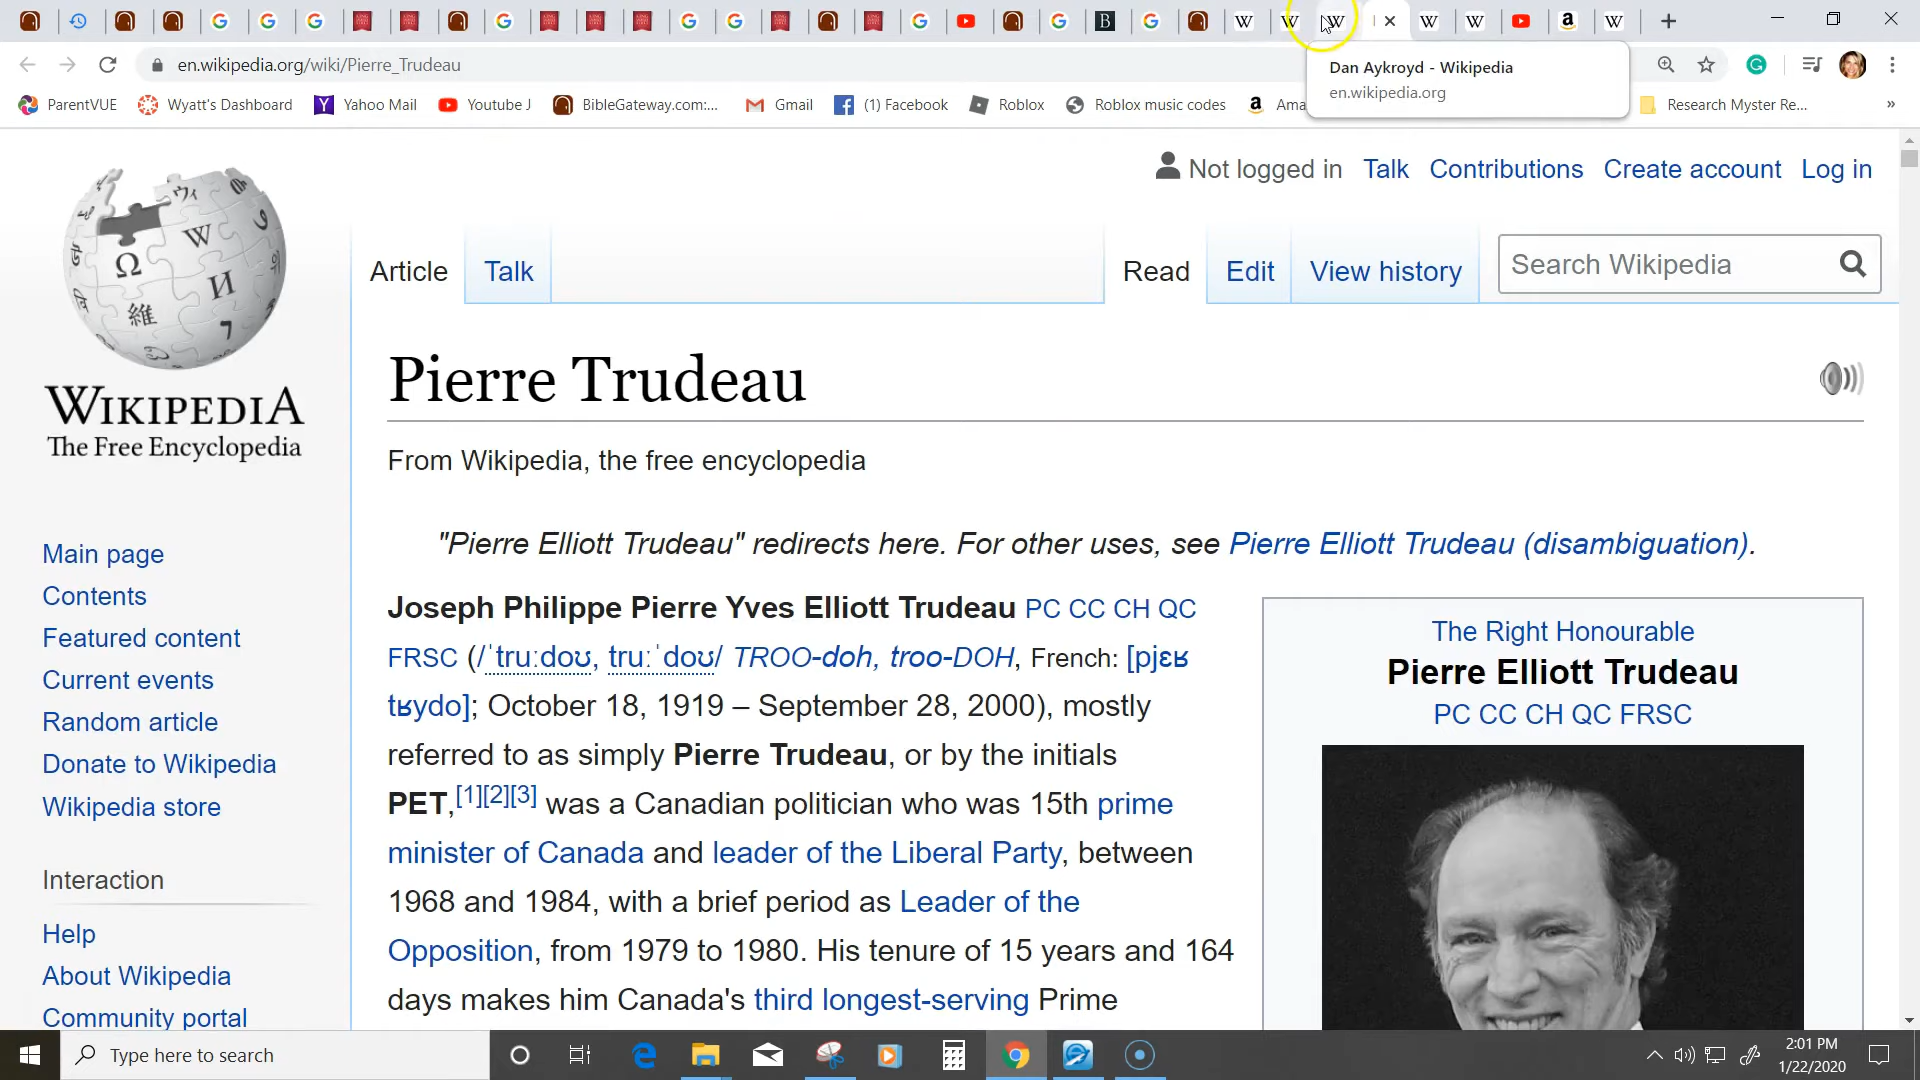 en.wikipedia.org/wiki/Pierre_Trudeau
Dan Aykroyd - Wikipedia
en.wikipedia.org
ParentVUE
Wyatt's Dashboard
Yahoo Mail
Youtube J
BibleGateway.com:...
Gmail
(1) Facebook
Roblox
Roblox music codes
Ama
Research Myster Re...
»
Not logged in Talk Contributions Create account Log in
Article Talk
Read Edit View history
Search Wikipedia
WIKIPEDIA
The Free Encyclopedia
Pierre Trudeau
From Wikipedia, the free encyclopedia
"Pierre Elliott Trudeau" redirects here. For other uses, see Pierre Elliott Trudeau (disambiguation).
Joseph Philippe Pierre Yves Elliott Trudeau PC CC CH QC
FRSC (/ˈtruːdoʊ, truːˈdoʊ/ TROO-doh, troo-DOH, French: [pjɛʁ
tʁydo]; October 18, 1919 – September 28, 2000), mostly
referred to as simply Pierre Trudeau, or by the initials
PET,[1][2][3] was a Canadian politician who was 15th prime
minister of Canada and leader of the Liberal Party, between
1968 and 1984, with a brief period as Leader of the
Opposition, from 1979 to 1980. His tenure of 15 years and 164
days makes him Canada's third longest-serving Prime
The Right Honourable
Pierre Elliott Trudeau
PC CC CH QC FRSC
Main page
Contents
Featured content
Current events
Random article
Donate to Wikipedia
Wikipedia store
Interaction
Help
About Wikipedia
Community portal
Type here to search
2:01 PM
1/22/2020